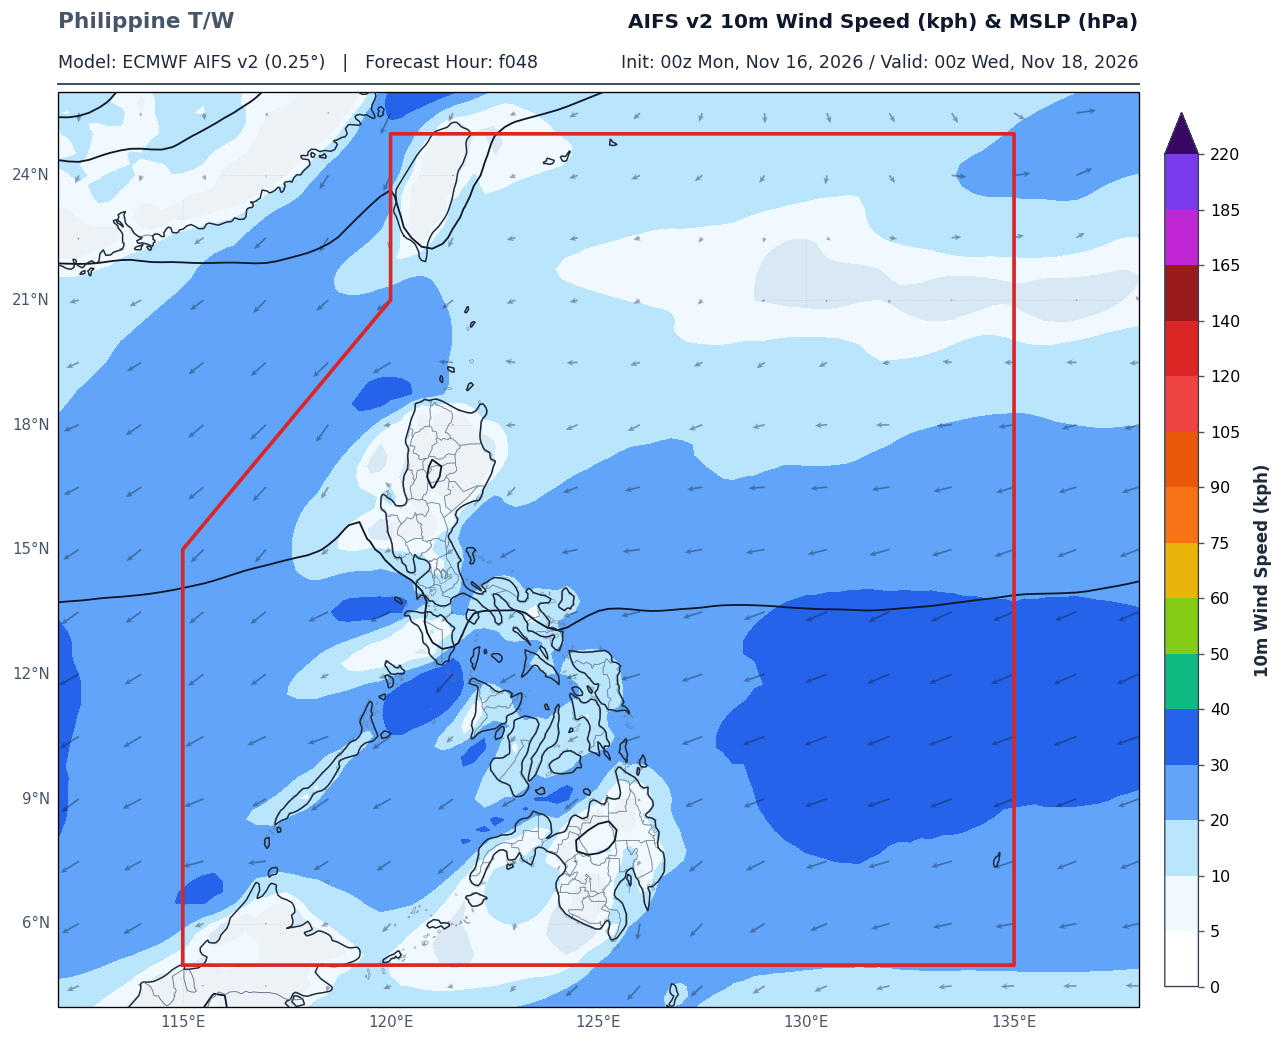 Philippine T/W
AIFS v2 10m Wind Speed (kph) & MSLP (hPa)
Model: ECMWF AIFS v2 (0.25°) | Forecast Hour: f048
Init: 00z Mon, Nov 16, 2026 / Valid: 00z Wed, Nov 18, 2026
24°N
21°N
18°N
15°N
12°N
9°N
6°N
115°E
120°E
125°E
130°E
135°E
220
185
165
140
120
105
90
75
60
50
40
30
20
10
5
0
10m Wind Speed (kph)